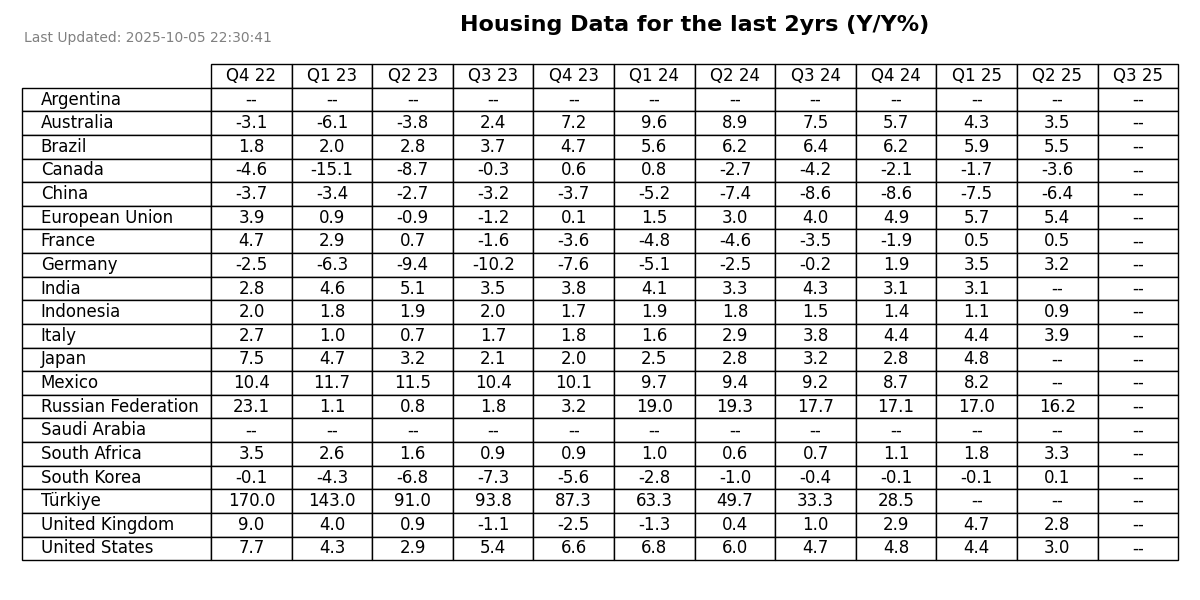 Housing Data for the last 2yrs (Y/Y%)
Last Updated: 2025-10-05 22:30:41
Q4 22 Q1 23 Q2 23 Q3 23 Q4 23 Q1 24 Q2 24 Q3 24 Q4 24 Q1 25 Q2 25 Q3 25
Argentina -- -- -- -- -- -- -- -- -- -- -- --
Australia -3.1 -6.1 -3.8 2.4 7.2 9.6 8.9 7.5 5.7 4.3 3.5 --
Brazil 1.8 2.0 2.8 3.7 4.7 5.6 6.2 6.4 6.2 5.9 5.5 --
Canada -4.6 -15.1 -8.7 -0.3 0.6 0.8 -2.7 -4.2 -2.1 -1.7 -3.6 --
China -3.7 -3.4 -2.7 -3.2 -3.7 -5.2 -7.4 -8.6 -8.6 -7.5 -6.4 --
European Union 3.9 0.9 -0.9 -1.2 0.1 1.5 3.0 4.0 4.9 5.7 5.4 --
France 4.7 2.9 0.7 -1.6 -3.6 -4.8 -4.6 -3.5 -1.9 0.5 0.5 --
Germany -2.5 -6.3 -9.4 -10.2 -7.6 -5.1 -2.5 -0.2 1.9 3.5 3.2 --
India 2.8 4.6 5.1 3.5 3.8 4.1 3.3 4.3 3.1 3.1 -- --
Indonesia 2.0 1.8 1.9 2.0 1.7 1.9 1.8 1.5 1.4 1.1 0.9 --
Italy 2.7 1.0 0.7 1.7 1.8 1.6 2.9 3.8 4.4 4.4 3.9 --
Japan 7.5 4.7 3.2 2.1 2.0 2.5 2.8 3.2 2.8 4.8 -- --
Mexico 10.4 11.7 11.5 10.4 10.1 9.7 9.4 9.2 8.7 8.2 -- --
Russian Federation 23.1 1.1 0.8 1.8 3.2 19.0 19.3 17.7 17.1 17.0 16.2 --
Saudi Arabia -- -- -- -- -- -- -- -- -- -- -- --
South Africa 3.5 2.6 1.6 0.9 0.9 1.0 0.6 0.7 1.1 1.8 3.3 --
South Korea -0.1 -4.3 -6.8 -7.3 -5.6 -2.8 -1.0 -0.4 -0.1 -0.1 0.1 --
Türkiye 170.0 143.0 91.0 93.8 87.3 63.3 49.7 33.3 28.5 -- -- --
United Kingdom 9.0 4.0 0.9 -1.1 -2.5 -1.3 0.4 1.0 2.9 4.7 2.8 --
United States 7.7 4.3 2.9 5.4 6.6 6.8 6.0 4.7 4.8 4.4 3.0 --